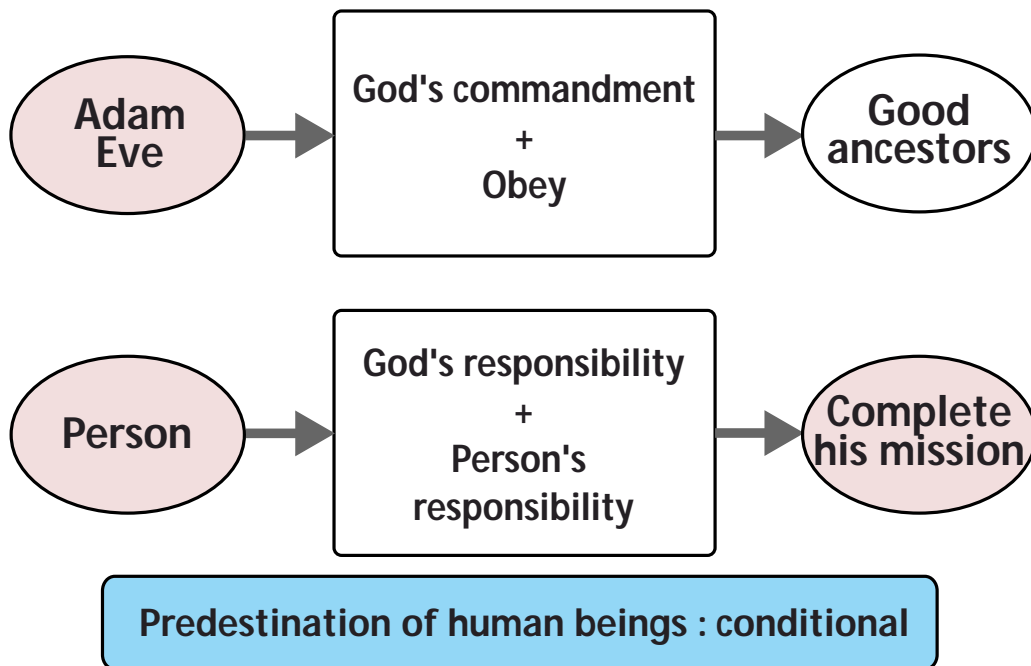 Adam
Eve
God's commandment
+
Obey
Good
ancestors
Person
God's responsibility
+
Person's
responsibility
Complete
his mission
Predestination of human beings : conditional